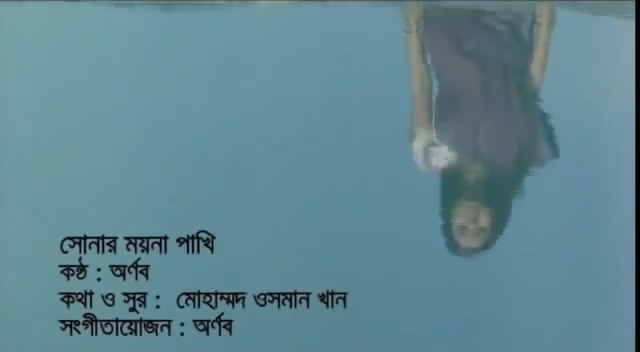 সোনার ময়না পাখি
কণ্ঠ : অর্ণব
কথা ও সুর : মোহাম্মদ ওসমান খান
সংগীতায়োজন : অর্ণব